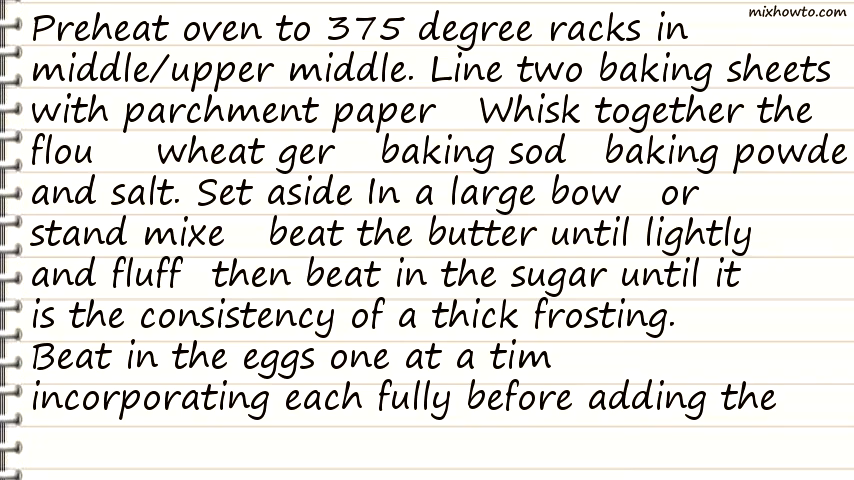 mixhowto.com
Preheat oven to 375 degree racks in
middle/upper middle. Line two baking sheets
with parchment paper Whisk together the
flou wheat ger baking sod baking powde
and salt. Set aside In a large bow or
stand mixe beat the butter until lightly
and fluff then beat in the sugar until it
is the consistency of a thick frosting.
Beat in the eggs one at a tim
incorporating each fully before adding the